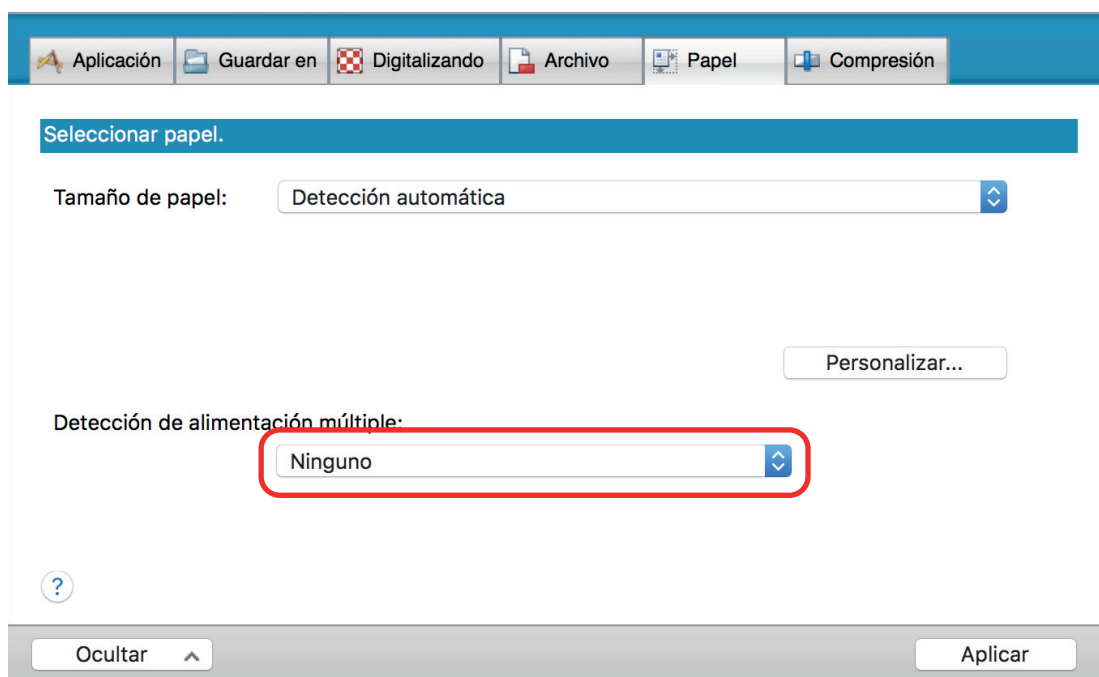 Aplicación Guardar en Digitalizando Archivo Papel Compresión
Seleccionar papel.
Tamaño de papel: Detección automática
Personalizar...
Detección de alimentación múltiple:
Ninguno
?
Ocultar Aplicar